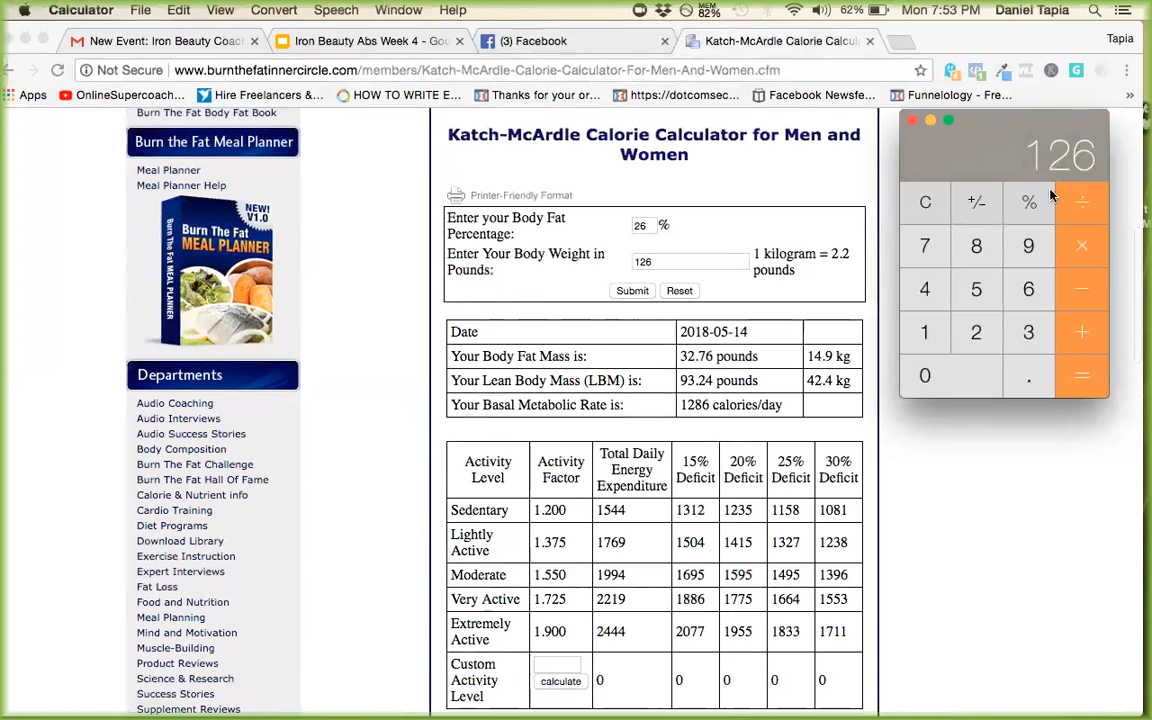 Calculator File Edit View Convert Speech Window Help MEM 82% 62% Mon 7:53 PM Daniel Tapia
New Event: Iron Beauty Coac × Iron Beauty Abs Week 4 - Goo × (3) Facebook × Katch-McArdle Calorie Calcul × Tapia
Not Secure www.burnthefatinnercircle.com/members/Katch-McArdle-Calorie-Calculator-For-Men-And-Women.cfm
Apps OnlineSupercoach... Hire Freelancers &... HOW TO WRITE E... Thanks for your or... https://dotcomsec... Facebook Newsfe... Funnelology - Fre... »
Burn The Fat Body Fat Book
Burn the Fat Meal Planner
Meal Planner
Meal Planner Help
NEW!
V1.0
Burn The Fat
MEAL PLANNER
Burn The Fat MEAL PLANNER
Departments
Audio Coaching
Audio Interviews
Audio Success Stories
Body Composition
Burn The Fat Challenge
Burn The Fat Hall Of Fame
Calorie & Nutrient info
Cardio Training
Diet Programs
Download Library
Exercise Instruction
Expert Interviews
Fat Loss
Food and Nutrition
Meal Planning
Mind and Motivation
Muscle-Building
Product Reviews
Science & Research
Success Stories
Supplement Reviews
Katch-McArdle Calorie Calculator for Men and
Women
Printer-Friendly Format
Enter your Body Fat
Percentage: 26 %
Enter Your Body Weight in
Pounds: 126 1 kilogram = 2.2
pounds
Submit Reset
Date 2018-05-14
Your Body Fat Mass is: 32.76 pounds 14.9 kg
Your Lean Body Mass (LBM) is: 93.24 pounds 42.4 kg
Your Basal Metabolic Rate is: 1286 calories/day
Activity Level Activity Factor Total Daily Energy Expenditure 15% Deficit 20% Deficit 25% Deficit 30% Deficit
Sedentary 1.200 1544 1312 1235 1158 1081
Lightly Active 1.375 1769 1504 1415 1327 1238
Moderate 1.550 1994 1695 1595 1495 1396
Very Active 1.725 2219 1886 1775 1664 1553
Extremely Active 1.900 2444 2077 1955 1833 1711
Custom Activity Level calculate 0 0 0 0 0
126
C +/- % ÷
7 8 9 ×
4 5 6 −
1 2 3 +
0 . =